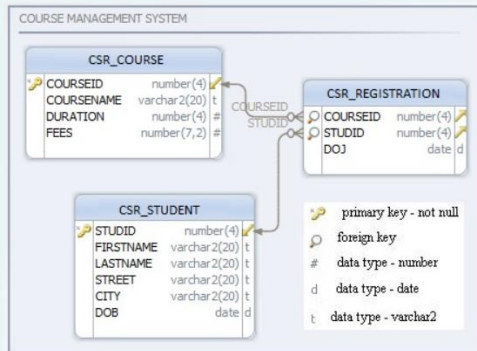 COURSE MANAGEMENT SYSTEM
CSR_COURSE
COURSEID number(4)
COURSENAME varchar2(20) t
DURATION number(4) #
FEES number(7,2) #
COURSEID
STUDID
CSR_REGISTRATION
COURSEID number(4)
STUDID number(4)
DOJ date d
CSR_STUDENT
STUDID number(4)
FIRSTNAME varchar2(20) t
LASTNAME varchar2(20) t
STREET varchar2(20) t
CITY varchar2(20) t
DOB date d
primary key - not null
foreign key
# data type - number
d data type - date
t data type - varchar2